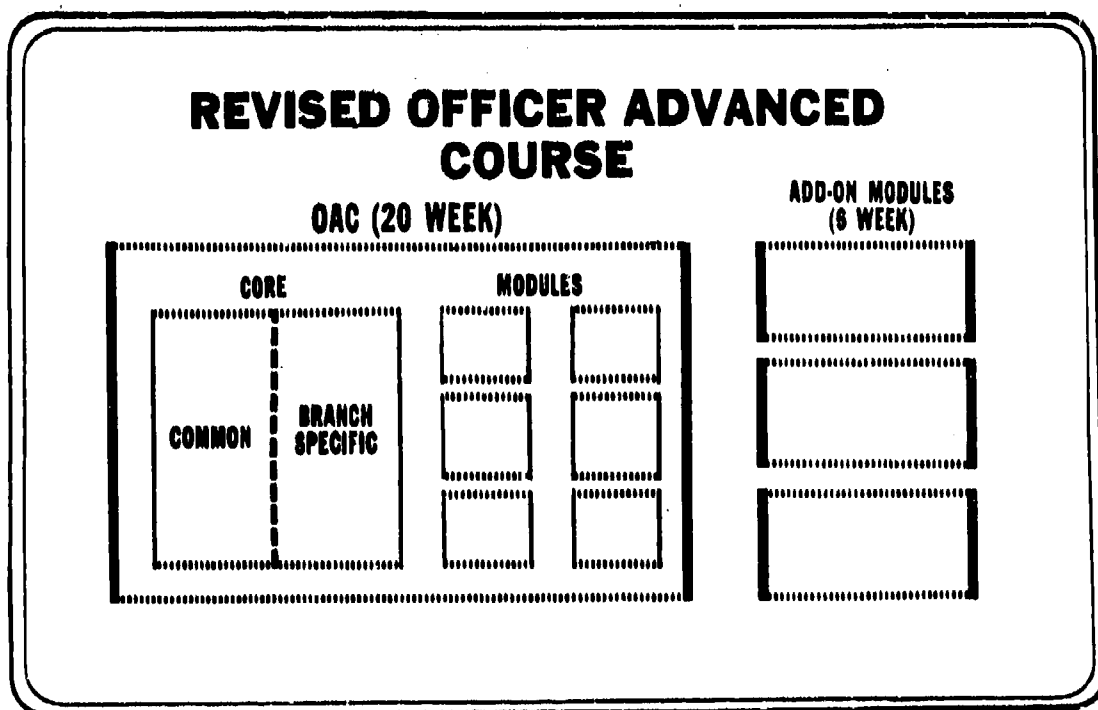 REVISED OFFICER ADVANCED
COURSE
OAC (20 WEEK)
CORE
MODULES
COMMON
BRANCH
SPECIFIC
ADD-ON MODULES
(6 WEEK)